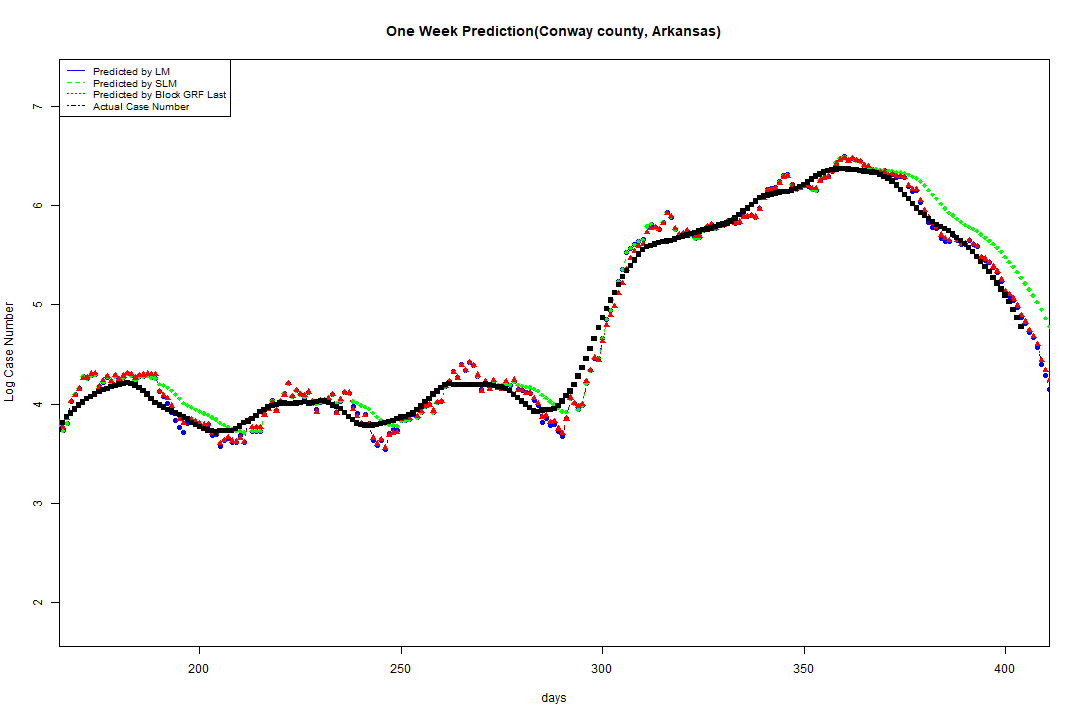 One Week Prediction(Conway county, Arkansas)
Predicted by LM
Predicted by SLM
Predicted by Block GRF Last
Actual Case Number
7
6
5
4
3
2
Log Case Number
200 250 300 350 400
days